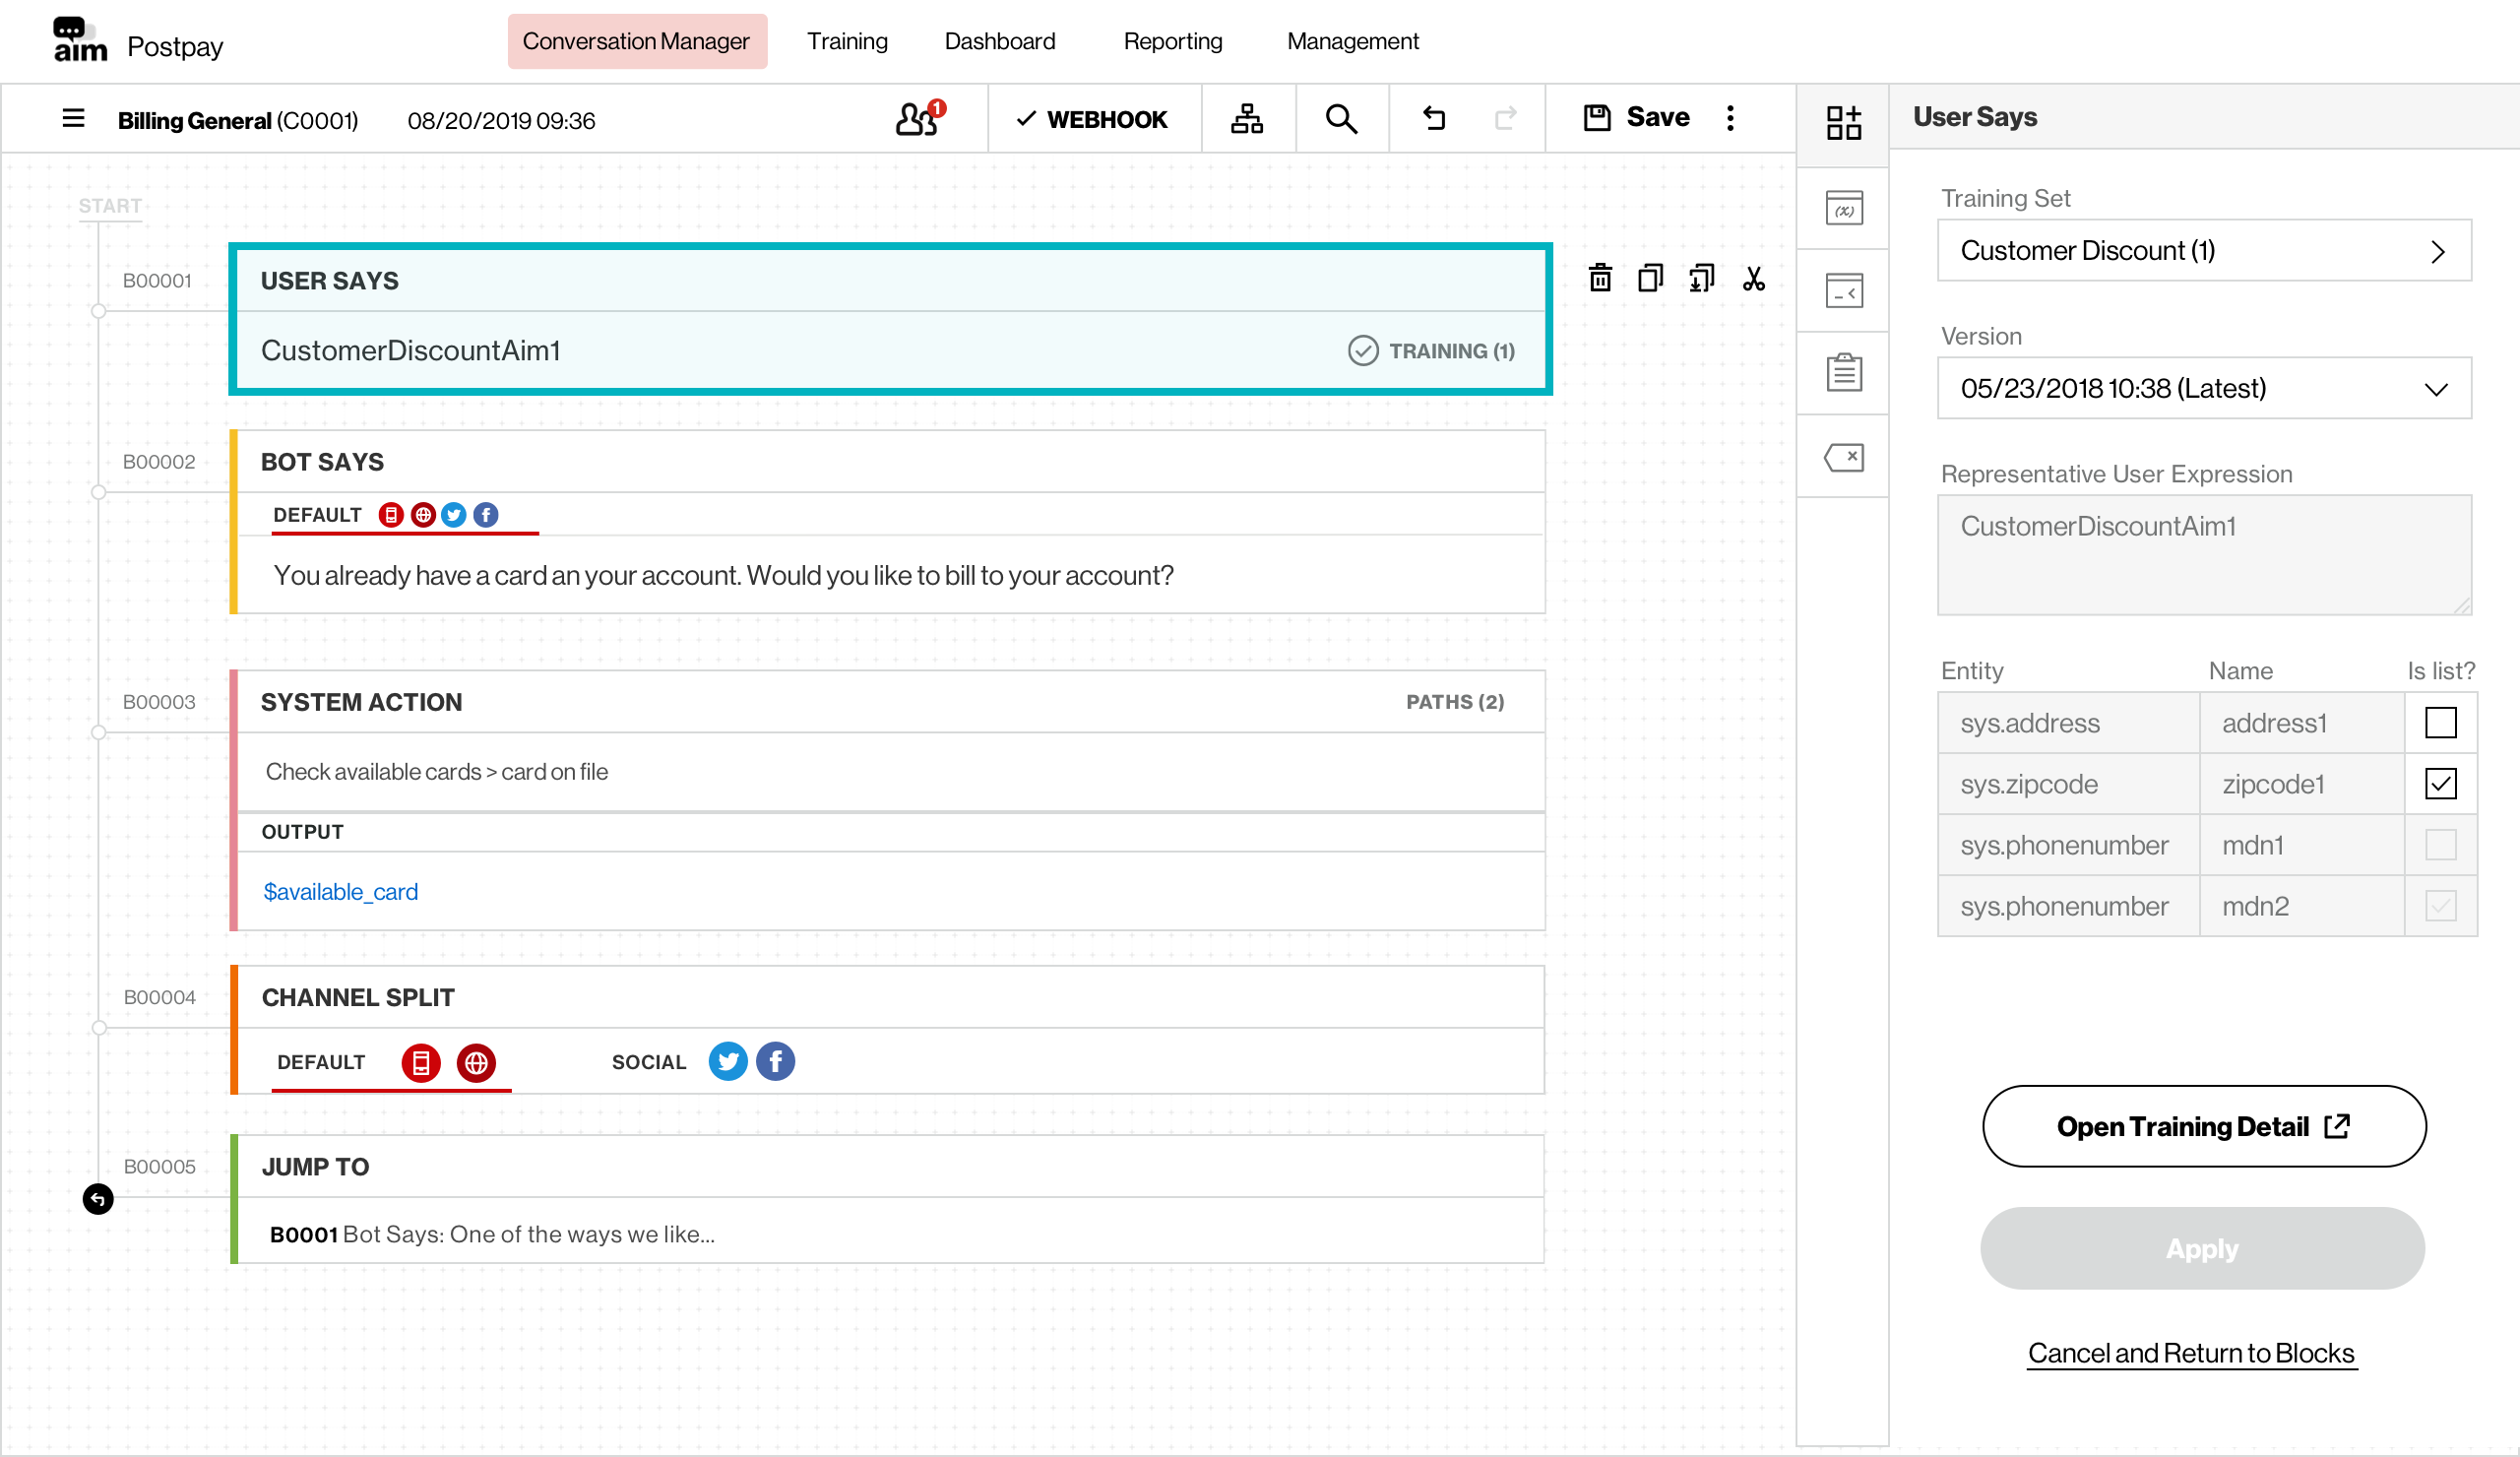 aim Postpay
Conversation Manager Training Dashboard Reporting Management
Billing General (C0001) 08/20/2019 09:36 1 WEBHOOK Save
START
B00001 USER SAYS
CustomerDiscountAim1 TRAINING (1)
B00002 BOT SAYS
DEFAULT
You already have a card an your account. Would you like to bill to your account?
B00003 SYSTEM ACTION PATHS (2)
Check available cards > card on file
OUTPUT
$available_card
B00004 CHANNEL SPLIT
DEFAULT SOCIAL
B00005 JUMP TO
B0001 Bot Says: One of the ways we like...
(x)
User Says
Training Set
Customer Discount (1)
Version
05/23/2018 10:38 (Latest)
Representative User Expression
CustomerDiscountAim1
Entity Name Is list?
sys.address address1
sys.zipcode zipcode1
sys.phonenumber mdn1
sys.phonenumber mdn2
Open Training Detail
Apply
Cancel and Return to Blocks